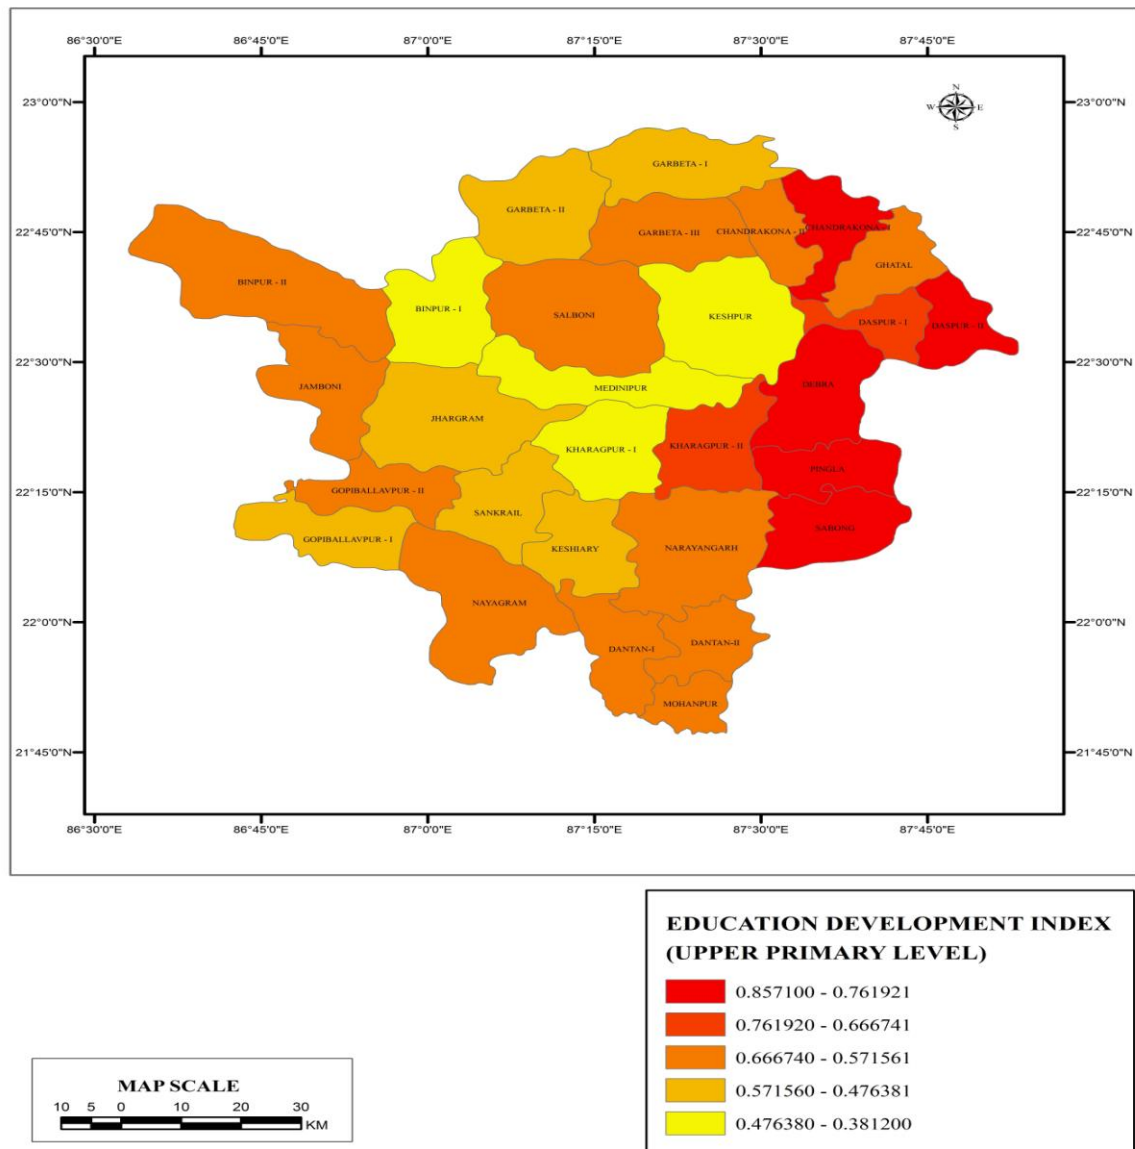 86°30'0"E 86°45'0"E 87°0'0"E 87°15'0"E 87°30'0"E 87°45'0"E
N
23°0'0"N W E 23°0'0"N
S
GARBETA - I
GARBETA - II
22°45'0"N GARBETA - III CHANDRAKONA - II CHANDRAKONA - I 22°45'0"N
GHATAL
BINPUR - II
BINPUR - I SALBONI KESHPUR DASPUR - I DASPUR - II
22°30'0"N 22°30'0"N
JAMBONI MEDINIPUR DEBRA
JHARGRAM
KHARAGPUR - I KHARAGPUR - II
PINGLA
22°15'0"N GOPIBALLAVPUR - II 22°15'0"N
SANKRAIL SABONG
GOPIBALLAVPUR - I KESHIARY NARAYANGARH
NAYAGRAM
22°0'0"N 22°0'0"N
DANTAN-I DANTAN-II
MOHANPUR
21°45'0"N 21°45'0"N
86°30'0"E 86°45'0"E 87°0'0"E 87°15'0"E 87°30'0"E 87°45'0"E
EDUCATION DEVELOPMENT INDEX
(UPPER PRIMARY LEVEL)
0.857100 - 0.761921
0.761920 - 0.666741
0.666740 - 0.571561
0.571560 - 0.476381
0.476380 - 0.381200
MAP SCALE
10 5 0 10 20 30
KM